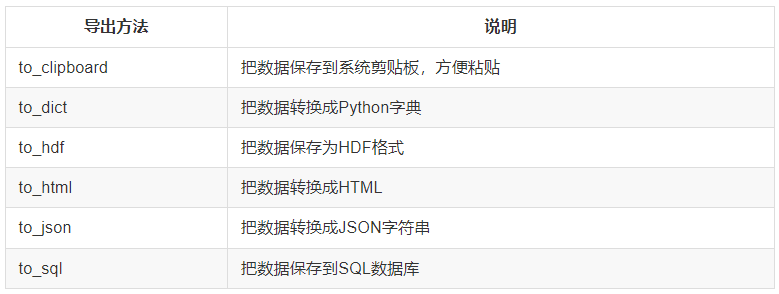 导出方法 说明
to_clipboard 把数据保存到系统剪贴板，方便粘贴
to_dict 把数据转换成Python字典
to_hdf 把数据保存为HDF格式
to_html 把数据转换成HTML
to_json 把数据转换成JSON字符串
to_sql 把数据保存到SQL数据库